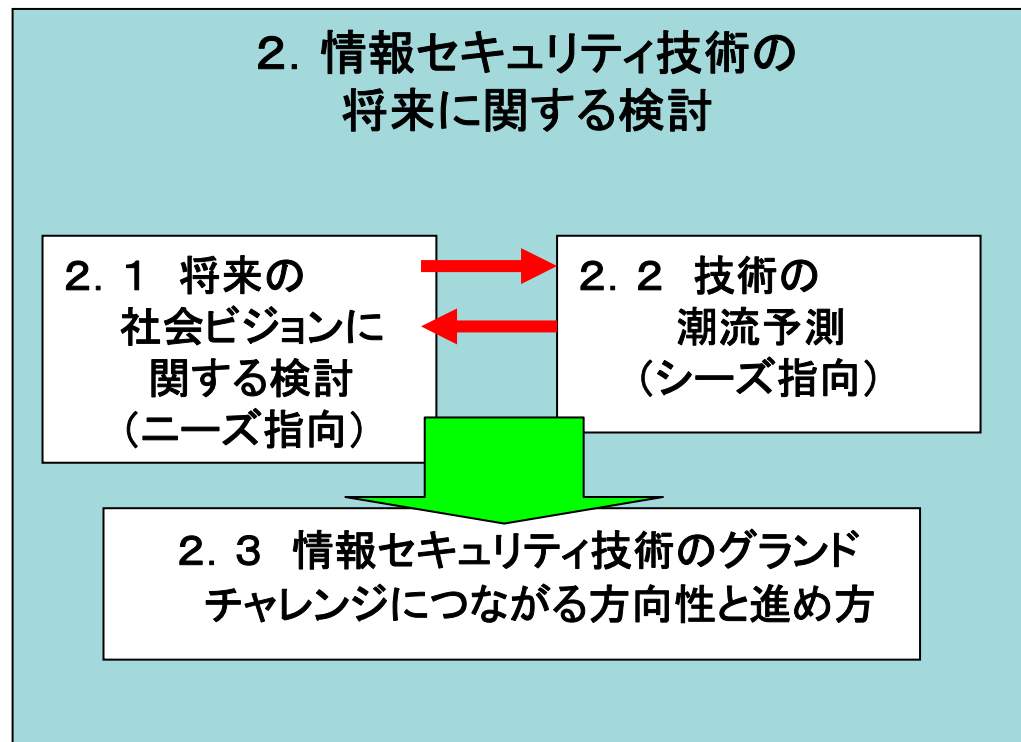 ２．情報セキュリティ技術の
将来に関する検討
２．１　将来の
社会ビジョンに
関する検討
（ニーズ指向）
２．２　技術の
潮流予測
（シーズ指向）
２．３　情報セキュリティ技術のグランド
チャレンジにつながる方向性と進め方